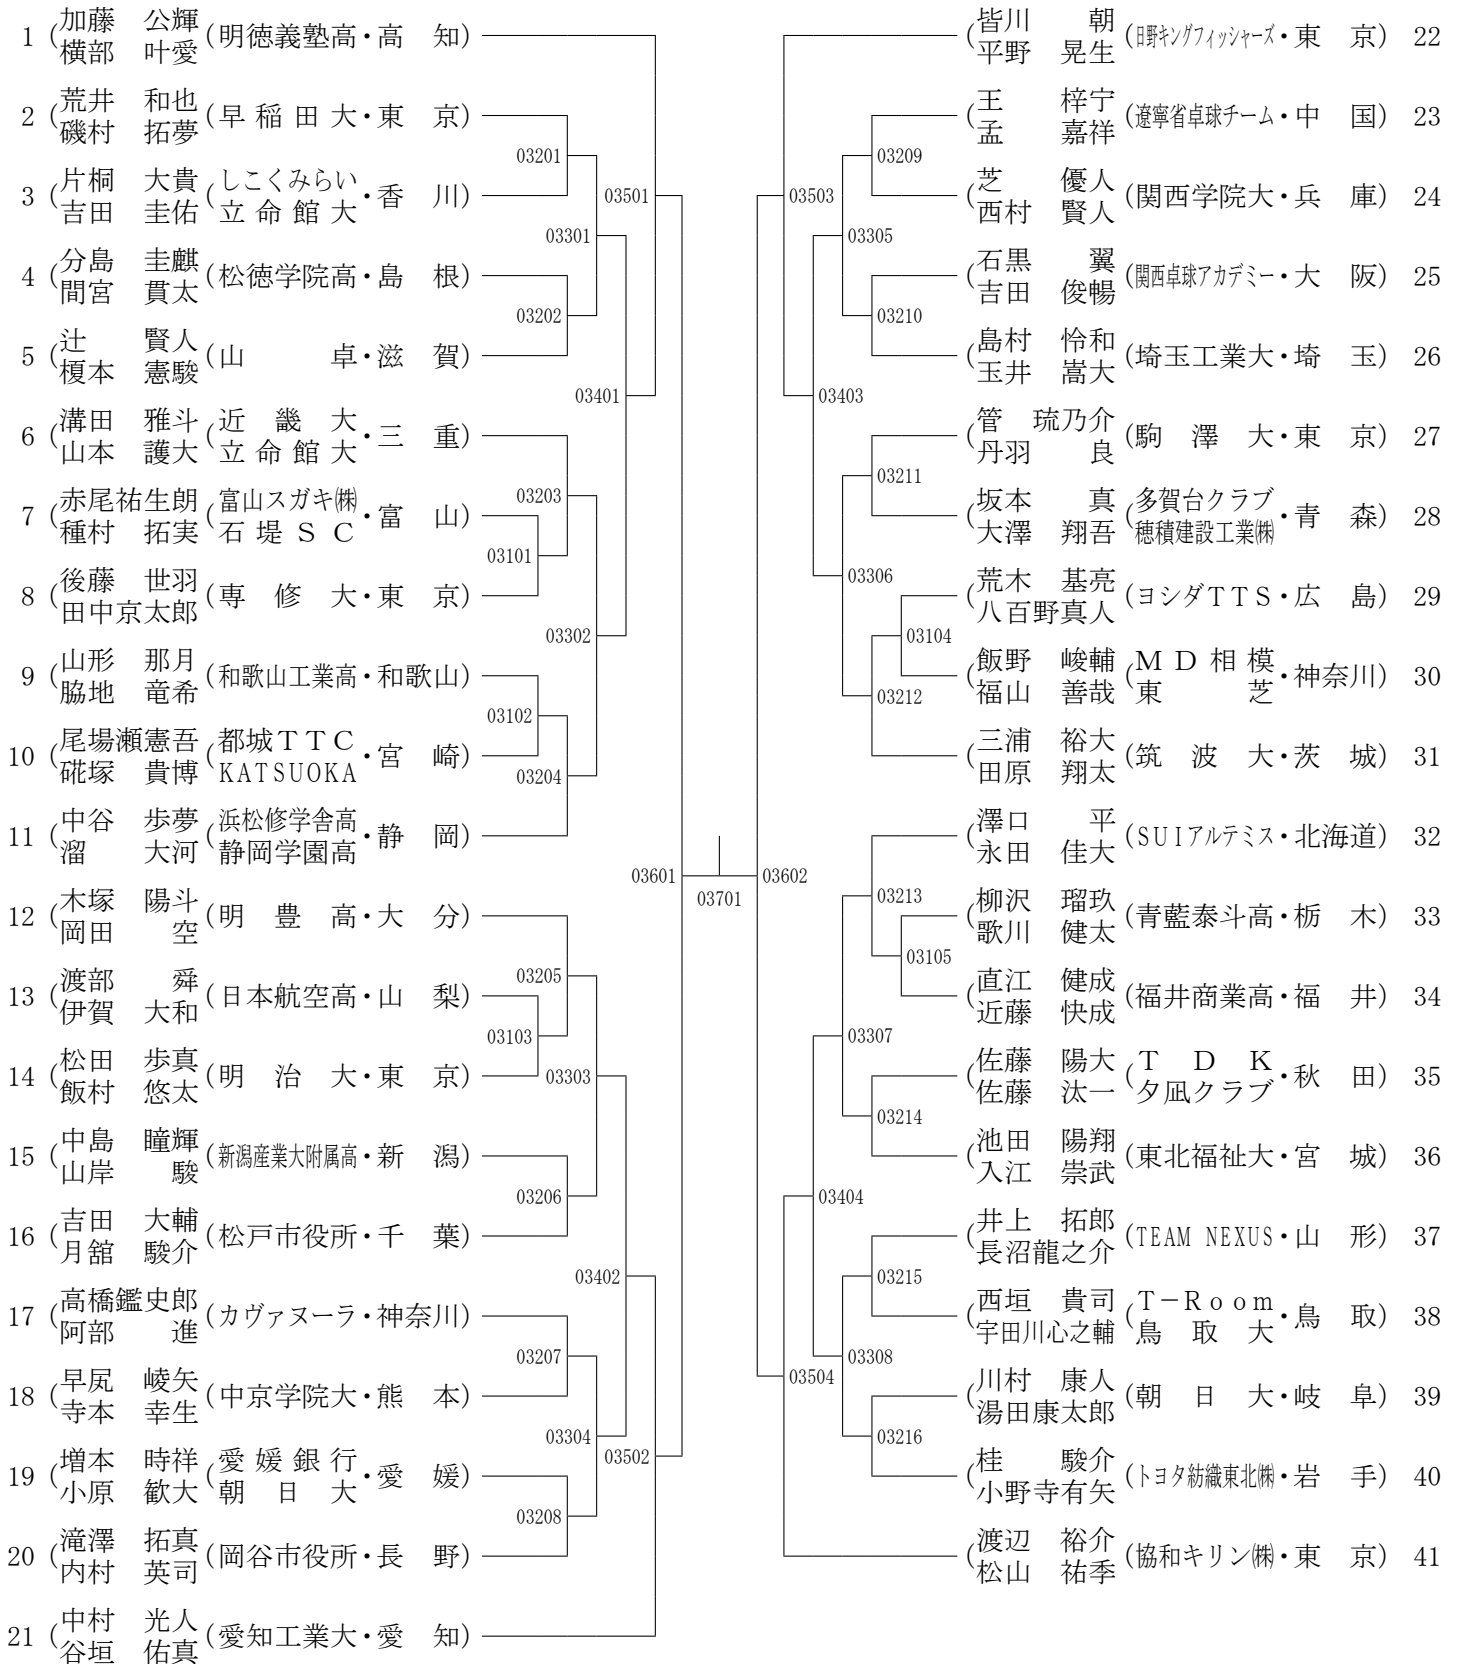 1 (加藤 公輝 (明徳義塾高・高 知)
横部 叶愛
2 (荒井 和也 (早稲田大・東 京)
磯村 拓夢
3 (片桐 大貴 (しこくみらい・香 川)
吉田 圭佑 立命館大
4 (分島 圭麒 (松徳学院高・島 根)
間宮 貫太
5 (辻 賢人 (山 卓・滋 賀)
榎本 憲駿
6 (溝田 雅斗 (近畿大・三 重)
山本 護大 立命館大
7 (赤尾祐生朗 (富山スガキ㈱・富 山)
種村 拓実 石堤SC
8 (後藤 世羽 (専修大・東 京)
田中京太郎
9 (山形 那月 (和歌山工業高・和歌山)
脇地 竜希
10 (尾場瀬憲吾 (都城TTC・宮 崎)
硴塚 貴博 KATSUOKA
11 (中谷 歩夢 (浜松修学舎高・静 岡)
溜 大河 静岡学園高
12 (木塚 陽斗 (明豊高・大 分)
岡田 空
13 (渡部 舜 (日本航空高・山 梨)
伊賀 大和
14 (松田 歩真 (明治大・東 京)
飯村 悠太
15 (中島 瞳輝 (新潟産業大附属高・新 潟)
山岸 駿
16 (吉田 大輔 (松戸市役所・千 葉)
月舘 駿介
17 (高橋鑑史郎 (カヴァヌーラ・神奈川)
阿部 進
18 (早尻 崚矢 (中京学院大・熊 本)
寺本 幸生
19 (増本 時祥 (愛媛銀行・愛 媛)
小原 歓大 朝日大
20 (滝澤 拓真 (岡谷市役所・長 野)
内村 英司
21 (中村 光人 (愛知工業大・愛 知)
谷垣 佑真
03101
03102
03103
03201
03202
03203
03204
03205
03206
03207
03208
03301
03302
03303
03304
03401
03402
03501
03502
03601
03701
03602
03503
03504
03403
03404
03305
03306
03307
03308
03209
03210
03211
03212
03213
03214
03215
03216
03104
03105
(皆川 朝 (日野キングフィッシャーズ・東 京) 22
平野 晃生
(王 梓宁 (遼寧省卓球チーム・中 国) 23
孟 嘉祥
(芝 優人 (関西学院大・兵 庫) 24
西村 賢人
(石黒 翼 (関西卓球アカデミー・大 阪) 25
吉田 俊暢
(島村 怜和 (埼玉工業大・埼 玉) 26
玉井 嵩大
(管 琉乃介 (駒澤大・東 京) 27
丹羽 良
(坂本 真 (多賀台クラブ・青 森) 28
大澤 翔吾 穂積建設工業㈱
(荒木 基亮 (ヨシダTTS・広 島) 29
八百野真人
(飯野 峻輔 (MD相模・神奈川) 30
福山 善哉 東芝
(三浦 裕大 (筑波大・茨 城) 31
田原 翔太
(澤口 平 (SUIアルテミス・北海道) 32
永田 佳大
(柳沢 瑠玖 (青藍泰斗高・栃 木) 33
歌川 健太
(直江 健成 (福井商業高・福 井) 34
近藤 快成
(佐藤 陽大 (TDK・秋 田) 35
佐藤 汰一 夕凪クラブ
(池田 陽翔 (東北福祉大・宮 城) 36
入江 崇武
(井上 拓郎 (TEAM NEXUS・山 形) 37
長沼龍之介
(西垣 貴司 (T-Room・鳥 取) 38
宇田川心之輔 鳥取大
(川村 康人 (朝日大・岐 阜) 39
湯田康太郎
(桂 駿介 (トヨタ紡織東北㈱・岩 手) 40
小野寺有矢
(渡辺 裕介 (協和キリン㈱・東 京) 41
松山 祐季